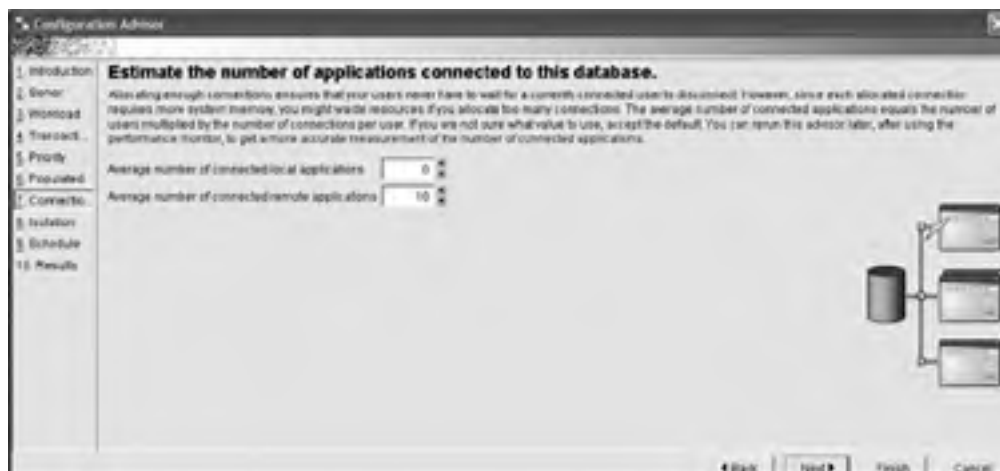 Configuration Advisor
1. Introduction
2. Server
3. Workload
4. Transacti...
5. Priority
6. Populated
7. Connectio...
8. Isolation
9. Schedule
10. Results
Estimate the number of applications connected to this database.
Allocating enough connections ensures that your users never have to wait for a currently connected user to disconnect. However, since each allocated connection
requires more system memory, you might waste resources if you allocate too many connections. The average number of connected applications equals the number of
users multiplied by the number of connections per user. If you are not sure what value to use, accept the default. You can rerun this advisor later, after using the
performance monitor, to get a more accurate measurement of the number of connected applications.
Average number of connected local applications 0
Average number of connected remote applications 10
Back Next Finish Cancel